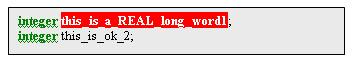 integer this_is_a_REAL_long_word1;
integer this_is_ok_2;